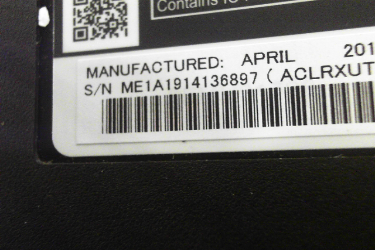 Contains IC
MANUFACTURED: APRIL 201
S/N ME1A1914136897 ( ACLRXUT